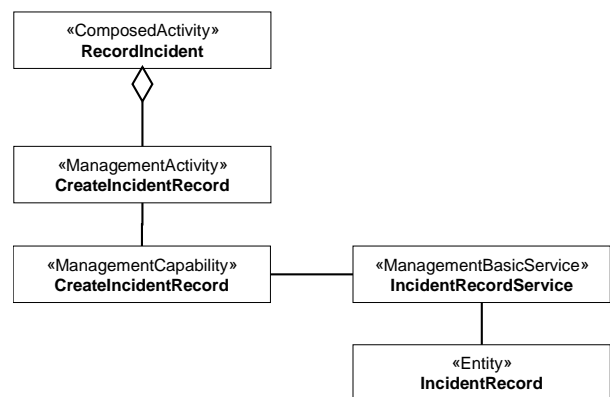 «ComposedActivity»
RecordIncident
«ManagementActivity»
CreateIncidentRecord
«ManagementCapability»
CreateIncidentRecord
«ManagementBasicService»
IncidentRecordService
«Entity»
IncidentRecord